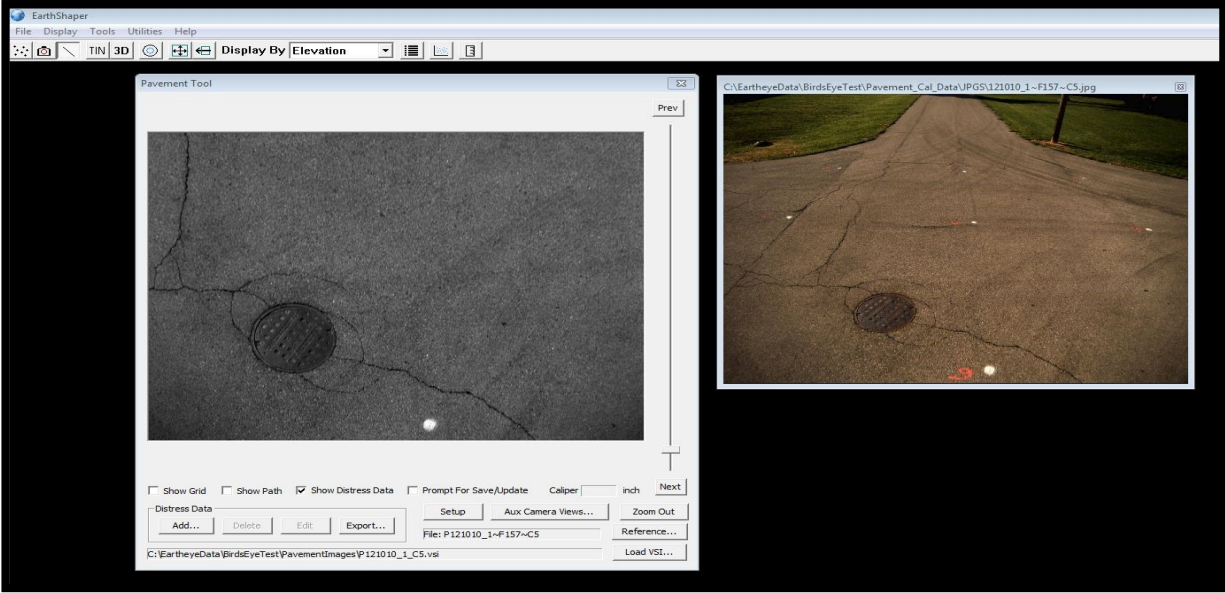 EarthShaper
File Display Tools Utilities Help
TIN 3D Display By Elevation
Pavement Tool
Prev
C:\EartheyeData\BirdsEyeTest\Pavement_Cal_Data\JPGS\121010_1~F157~C5.jpg
Show Grid Show Path Show Distress Data Prompt For Save/Update Caliper inch Next
Distress Data
Add... Delete Edit Export...
Setup Aux Camera Views... Zoom Out
File: P121010_1~F157~C5 Reference...
C:\EartheyeData\BirdsEyeTest\PavementImages\P121010_1_C5.vsi Load VSI...